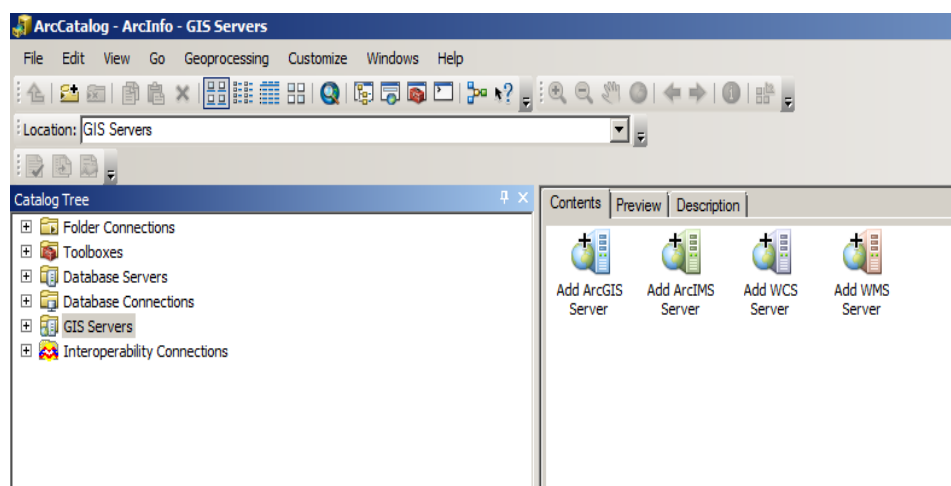 ArcCatalog - ArcInfo - GIS Servers
File Edit View Go Geoprocessing Customize Windows Help
Location: GIS Servers
Catalog Tree
Folder Connections
Toolboxes
Database Servers
Database Connections
GIS Servers
Interoperability Connections
Contents Preview Description
Add ArcGIS Server
Add ArcIMS Server
Add WCS Server
Add WMS Server